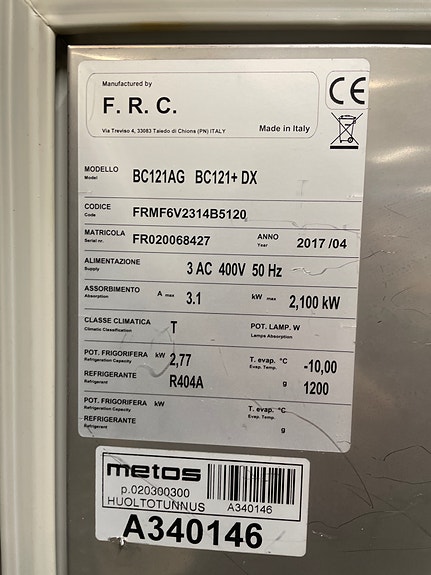 Manufactured by
F. R. C.
Via Treviso 4, 33083 Taiedo di Chions (PN) ITALY
Made in Italy
CE
MODELLO
Model
BC121AG BC121+ DX
CODICE
Code
FRMF6V2314B5120
MATRICOLA
Serial nr.
FR020068427
ANNO
Year
2017 /04
ALIMENTAZIONE
Supply
3 AC 400V 50 Hz
ASSORBIMENTO
Absorption
A max
3.1
kW max
2,100 kW
CLASSE CLIMATICA
Climatic Classification
T
POT. LAMP. W
Lamps Absorption
POT. FRIGORIFERA kW
Refrigeration Capacity
2,77
T. evap. °C
Evap. Temp.
-10,00
REFRIGERANTE
Refrigerant
R404A
g
1200
POT. FRIGORIFERA kW
Refrigeration Capacity
T. evap. °C
Evap. Temp.
REFRIGERANTE
Refrigerant
g
metos
p.020300300
HUOLTOTUNNUS
A340146
A340146